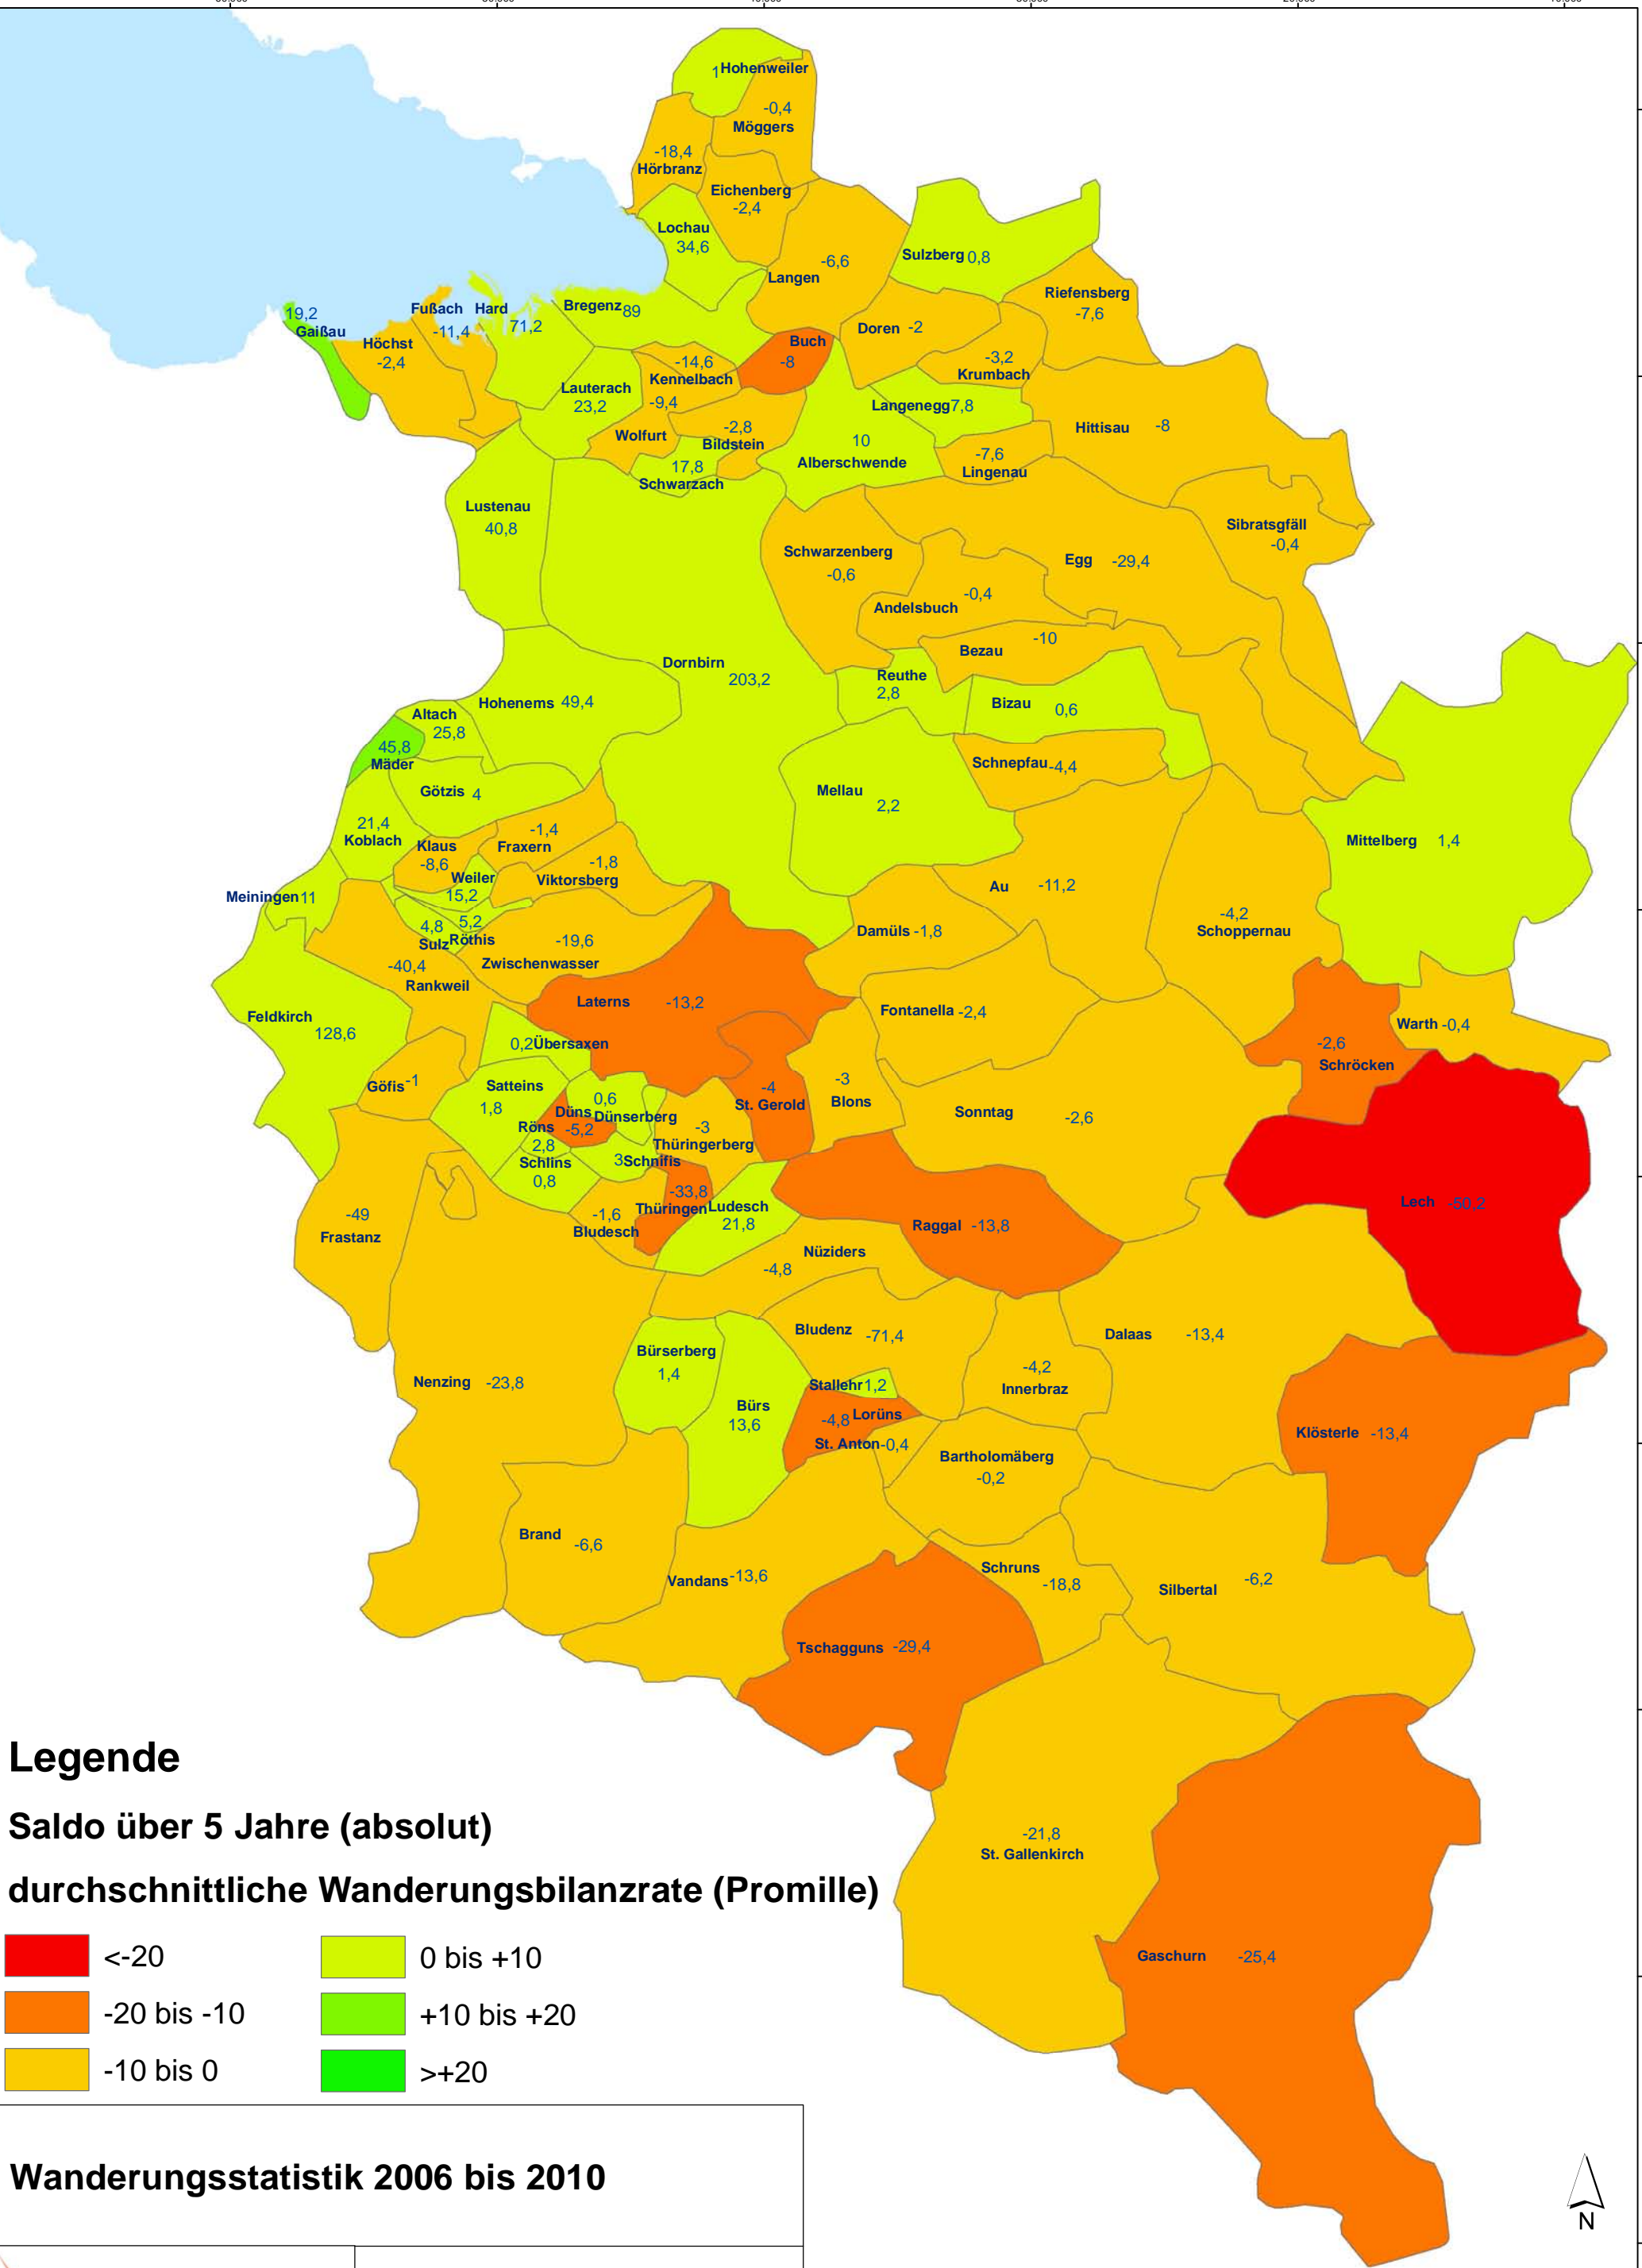 1 Hohenweiler
-0,4
Möggers
-18,4
Hörbranz
Eichenberg
-2,4
Lochau
34,6
-6,6
Langen
Sulzberg 0,8
Riefensberg
-7,6
19,2
Gaißau
Fußach
-11,4
Hard
71,2
Bregenz 89
Höchst
-2,4
Doren -2
Buch
-8
-3,2
Krumbach
-14,6
Kennelbach
Lauterach
23,2
-9,4
Wolfurt
-2,8
Bildstein
Langenegg 7,8
10
Alberschwende
Hittisau -8
-7,6
Lingenau
17,8
Schwarzach
Lustenau
40,8
Sibratsgfäll
-0,4
Schwarzenberg
-0,6
Egg -29,4
-0,4
Andelsbuch
-10
Bezau
Dornbirn
203,2
Reuthe
2,8
Bizau 0,6
Hohenems 49,4
Altach
25,8
45,8
Mäder
Schnepfau -4,4
Götzis 4
Mellau
2,2
21,4
Koblach
-1,4
Fraxern
Klaus
-8,6
Mittelberg 1,4
-1,8
Viktorsberg
Weiler
15,2
Au -11,2
Meiningen 11
-4,2
Schoppernau
4,8
Sulz
5,2
Röthis
Damüls -1,8
-19,6
Zwischenwasser
-40,4
Rankweil
Laterns -13,2
Fontanella -2,4
Feldkirch
128,6
Warth -0,4
0,2 Übersaxen
-2,6
Schröcken
Göfis -1
Satteins
1,8
-4
St. Gerold
-3
Blons
0,6
Dünserberg
Düns
-5,2
Sonntag -2,6
Röns
2,8
-3
Thüringerberg
Schlins
0,8
3 Schnifis
-33,8
Thüringen
Ludesch
21,8
Lech -50,2
-49
Frastanz
-1,6
Bludesch
Raggal -13,8
Nüziders
-4,8
Bludenz -71,4
Dalaas -13,4
Bürserberg
1,4
-4,2
Innerbraz
Nenzing -23,8
Stallehr 1,2
Bürs
13,6
-4,8 Lorüns
Klösterle -13,4
St. Anton -0,4
Bartholomäberg
-0,2
Brand -6,6
Vandans -13,6
Schruns
-18,8
Silbertal -6,2
Tschagguns -29,4
Legende
Saldo über 5 Jahre (absolut)
-21,8
St. Gallenkirch
durchschnittliche Wanderungsbilanzrate (Promille)
<-20
0 bis +10
Gaschurn -25,4
-20 bis -10
+10 bis +20
-10 bis 0
>+20
Wanderungsstatistik 2006 bis 2010
N